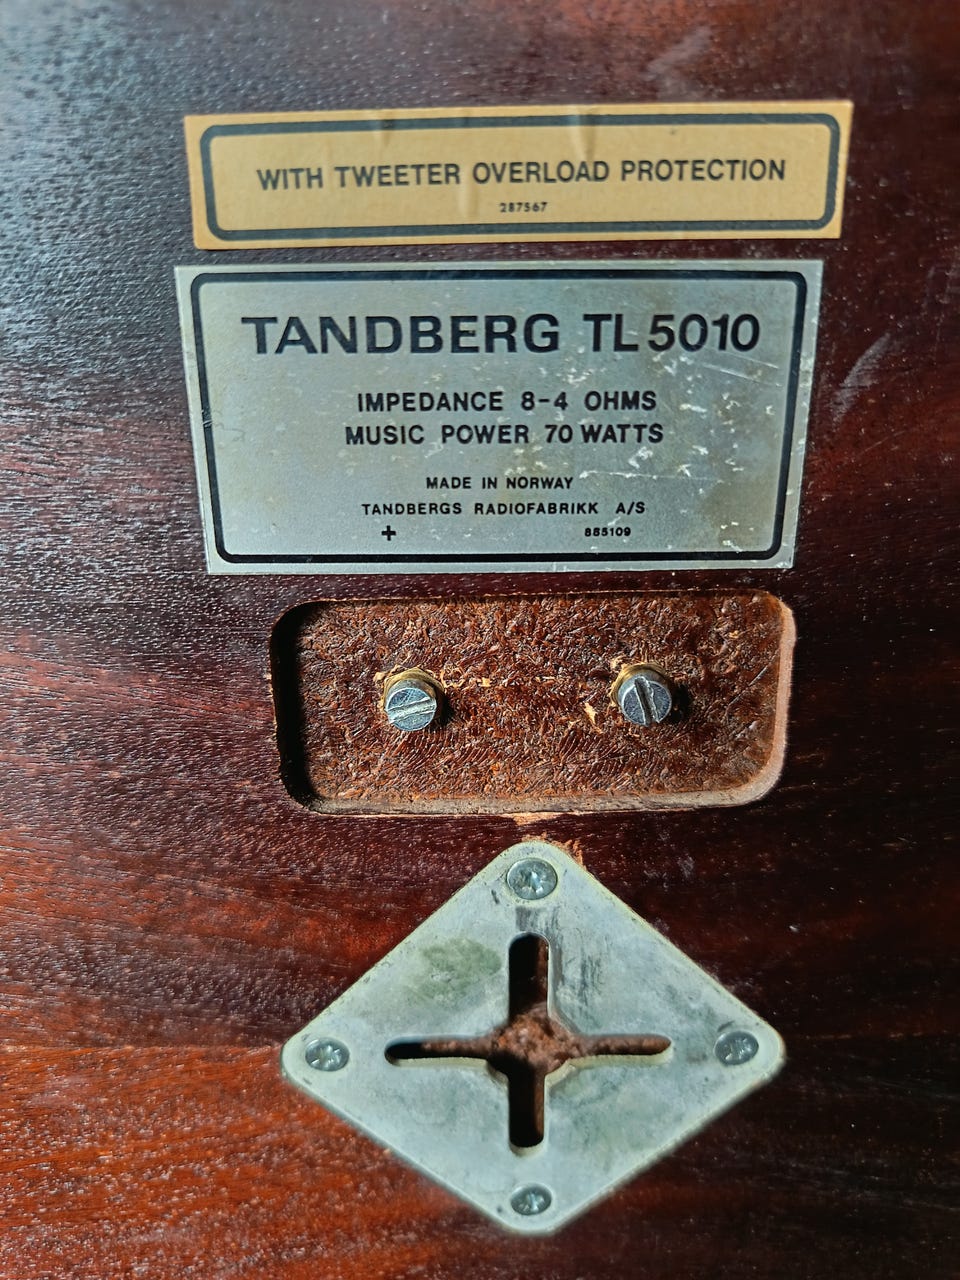 WITH TWEETER OVERLOAD PROTECTION
287567
TANDBERG TL 5010
IMPEDANCE 8-4 OHMS
MUSIC POWER 70 WATTS
MADE IN NORWAY
TANDBERGS RADIOFABRIKK A/S
+ 885109